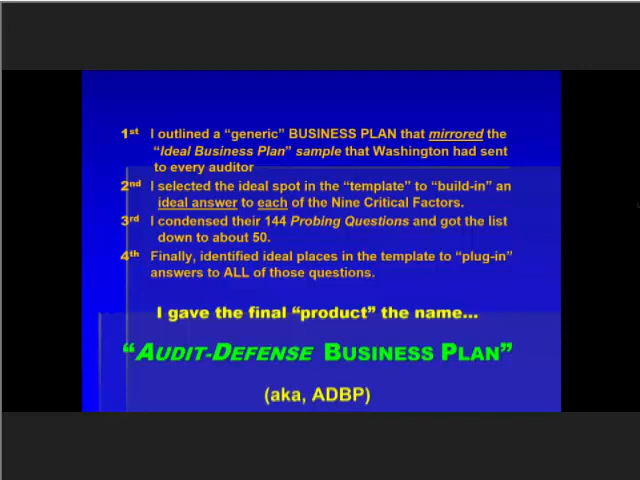 1st I outlined a “generic” BUSINESS PLAN that mirrored the
“Ideal Business Plan” sample that Washington had sent
to every auditor
2nd I selected the ideal spot in the “template” to “build-in” an
ideal answer to each of the Nine Critical Factors.
3rd I condensed their 144 Probing Questions and got the list
down to about 50.
4th Finally, identified ideal places in the template to “plug-in”
answers to ALL of those questions.
I gave the final “product” the name...
“AUDIT-DEFENSE BUSINESS PLAN”
(aka, ADBP)